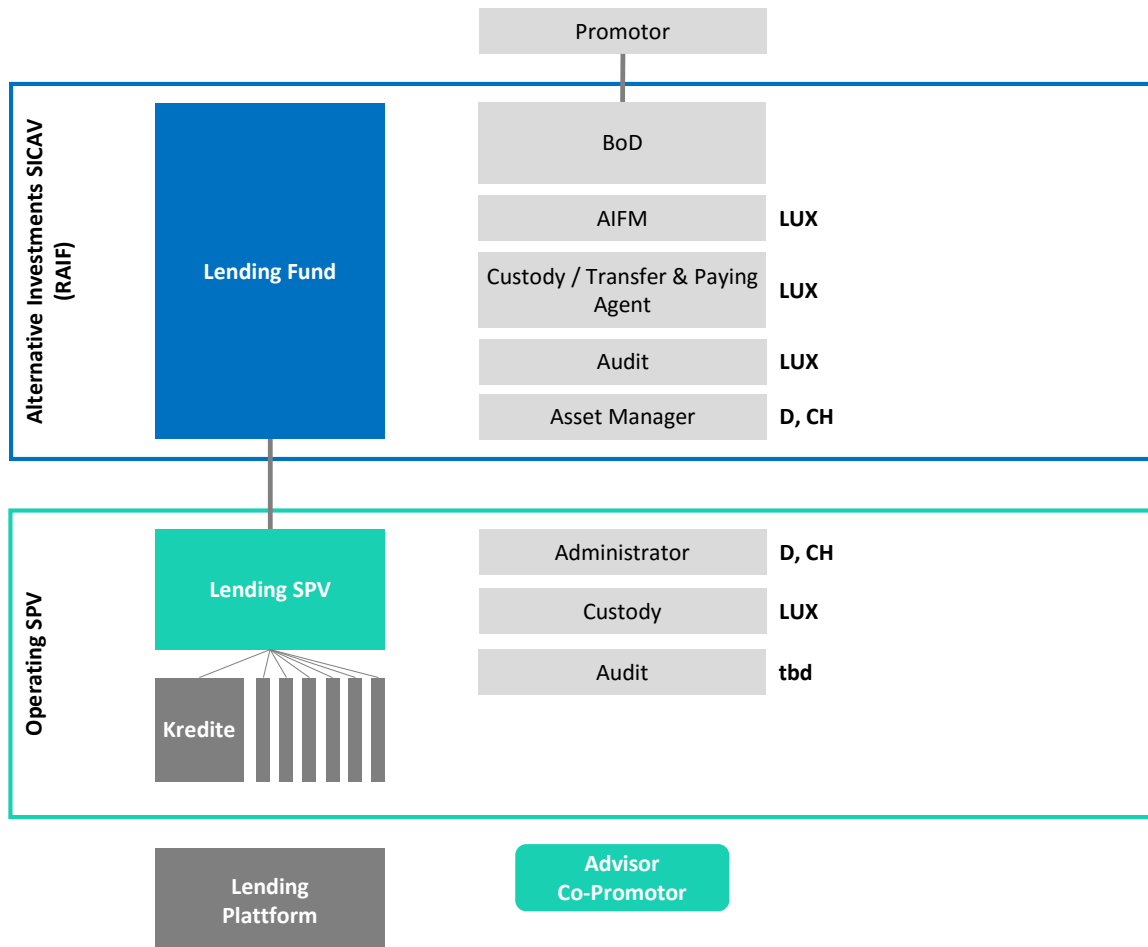 Promotor
Alternative Investments SICAV
(RAIF)
Lending Fund
BoD
AIFM
LUX
Custody / Transfer & Paying
Agent
LUX
Audit
LUX
Asset Manager
D, CH
Operating SPV
Lending SPV
Administrator
D, CH
Custody
LUX
Audit
tbd
Kredite
Lending
Plattform
Advisor
Co-Promotor